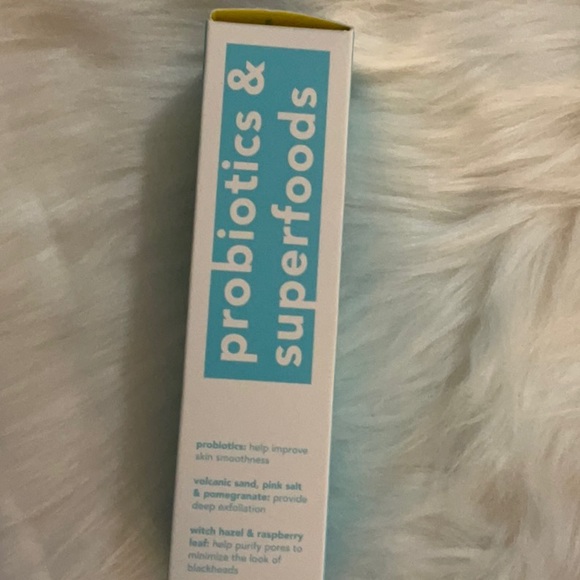 probiotics &
superfoods
probiotics: help improve
skin smoothness
volcanic sand, pink salt
& pomegranate: provide
deep exfoliation
witch hazel & raspberry
leaf: help purify pores to
minimize the look of
blackheads